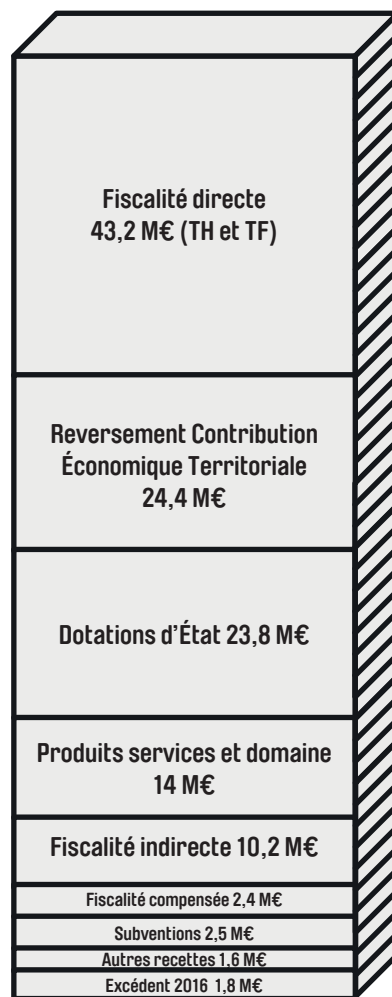 Fiscalité directe
43,2 M€ (TH et TF)
Reversement Contribution
Économique Territoriale
24,4 M€
Dotations d’État 23,8 M€
Produits services et domaine
14 M€
Fiscalité indirecte 10,2 M€
Fiscalité compensée 2,4 M€
Subventions 2,5 M€
Autres recettes 1,6 M€
Excédent 2016 1,8 M€